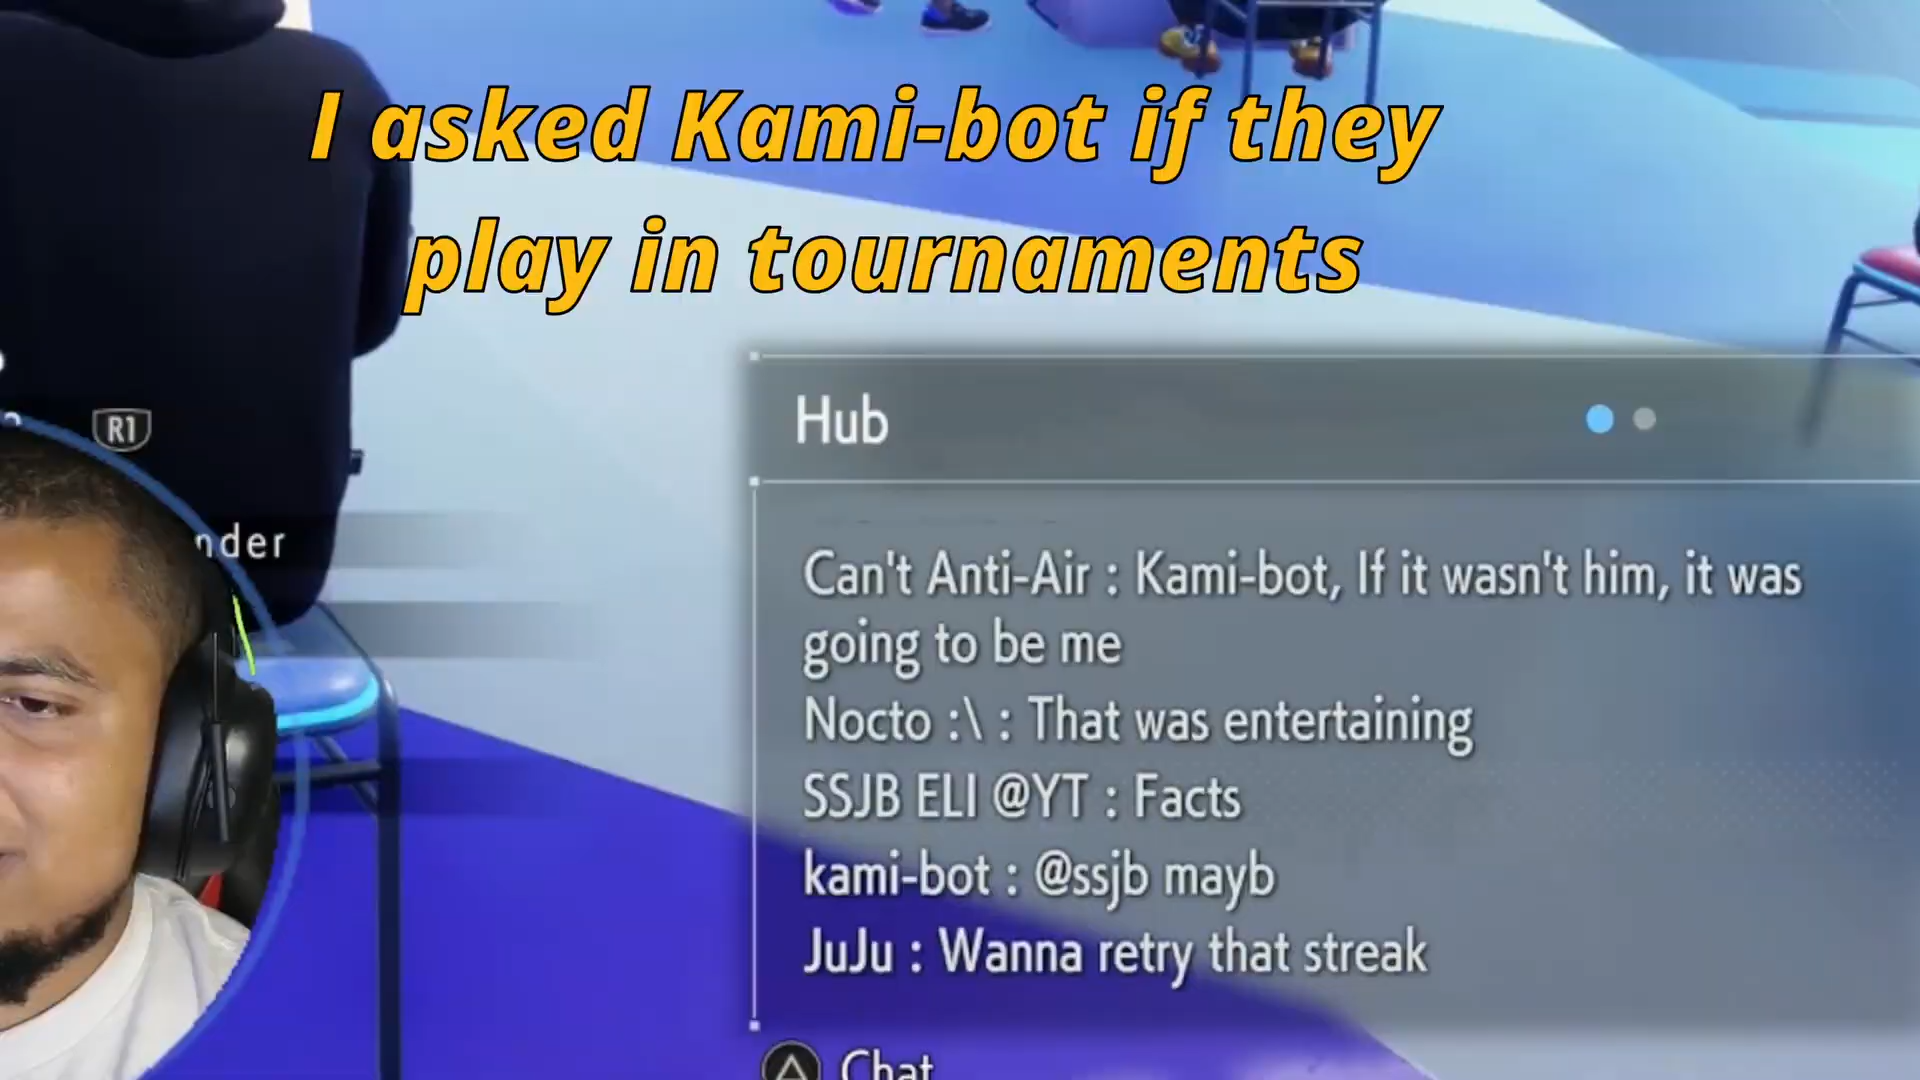 I asked Kami-bot if they
play in tournaments
R1
nder
Hub
Can't Anti-Air : Kami-bot, If it wasn't him, it was
going to be me
Nocto :\ : That was entertaining
SSJB ELI @YT : Facts
kami-bot : @ssjb mayb
JuJu : Wanna retry that streak
Chat